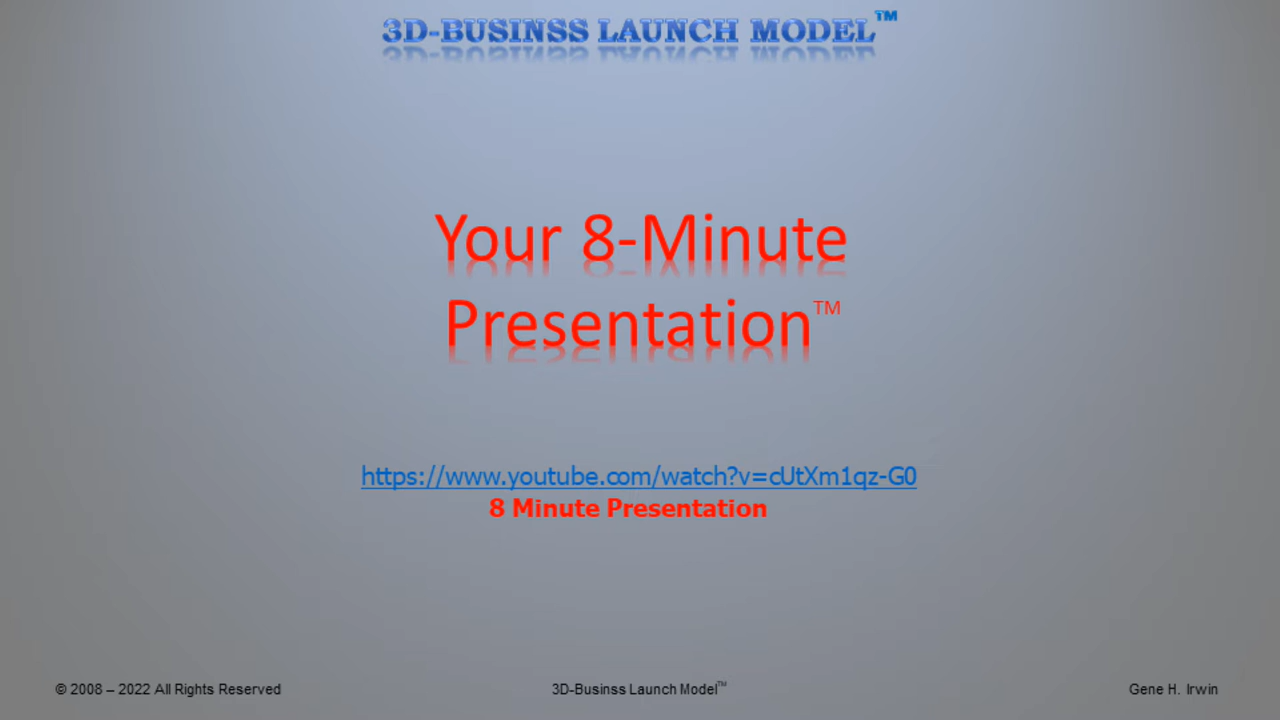 3D-BUSINSS LAUNCH MODEL™
Your 8-Minute
Presentation™
https://www.youtube.com/watch?v=cUtXm1qz-G0
8 Minute Presentation
© 2008 – 2022 All Rights Reserved
3D-Businss Launch Model™
Gene H. Irwin